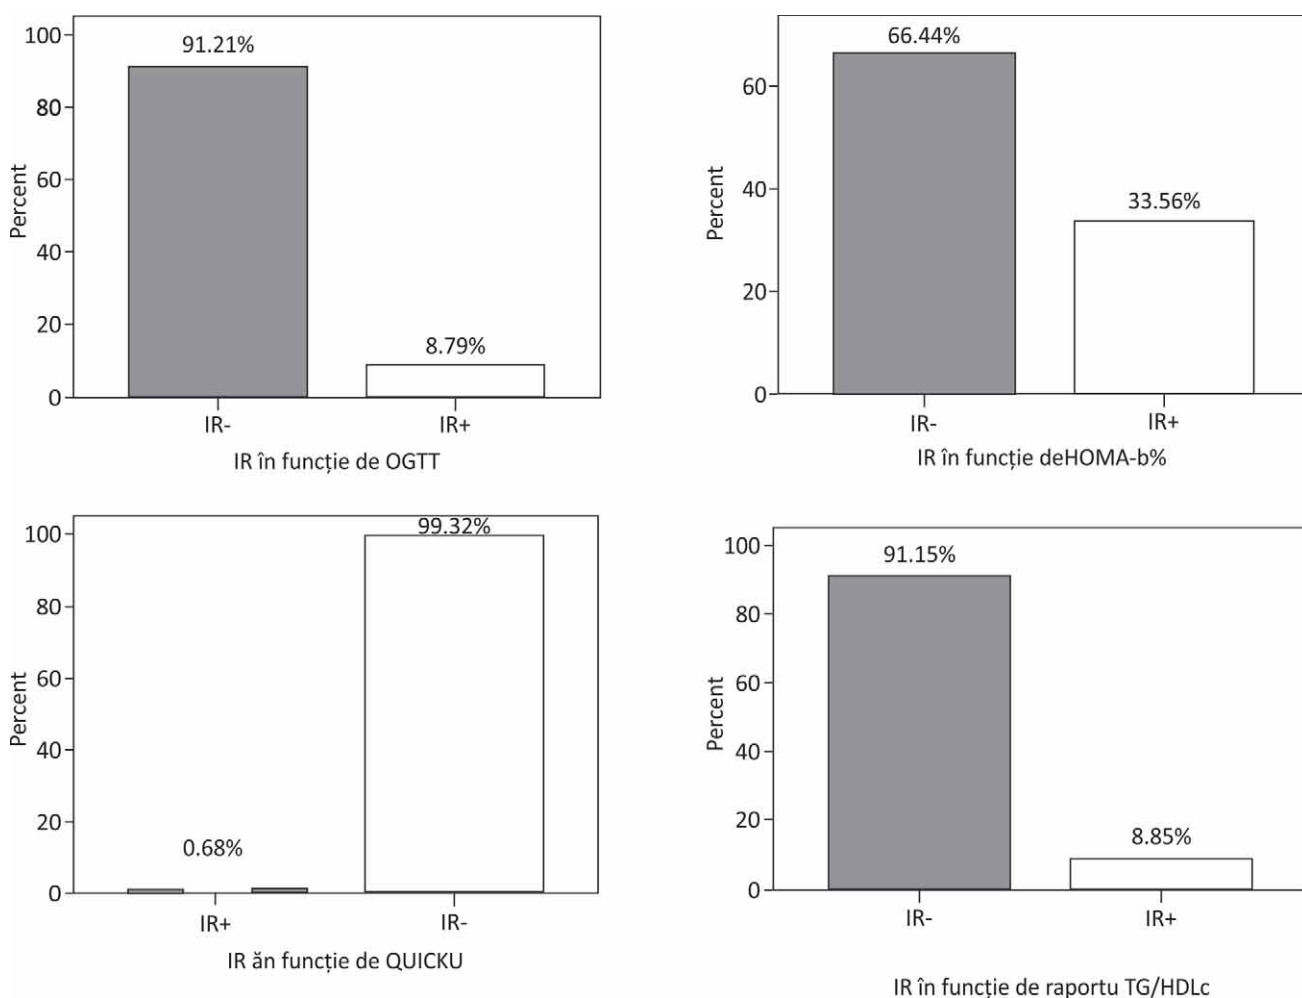 100
91.21%
80
60
40
20
0
Percent
8.79%
IR-
IR+
IR în funcție de OGTT
66.44%
60
40
20
0
Percent
33.56%
IR-
IR+
IR în funcție deHOMA-b%
100
99.32%
80
60
40
20
0
Percent
0.68%
IR+
IR-
IR ăn funcție de QUICKU
100
91.15%
80
60
40
20
0
Percent
8.85%
IR-
IR+
IR în funcție de raportu TG/HDLc